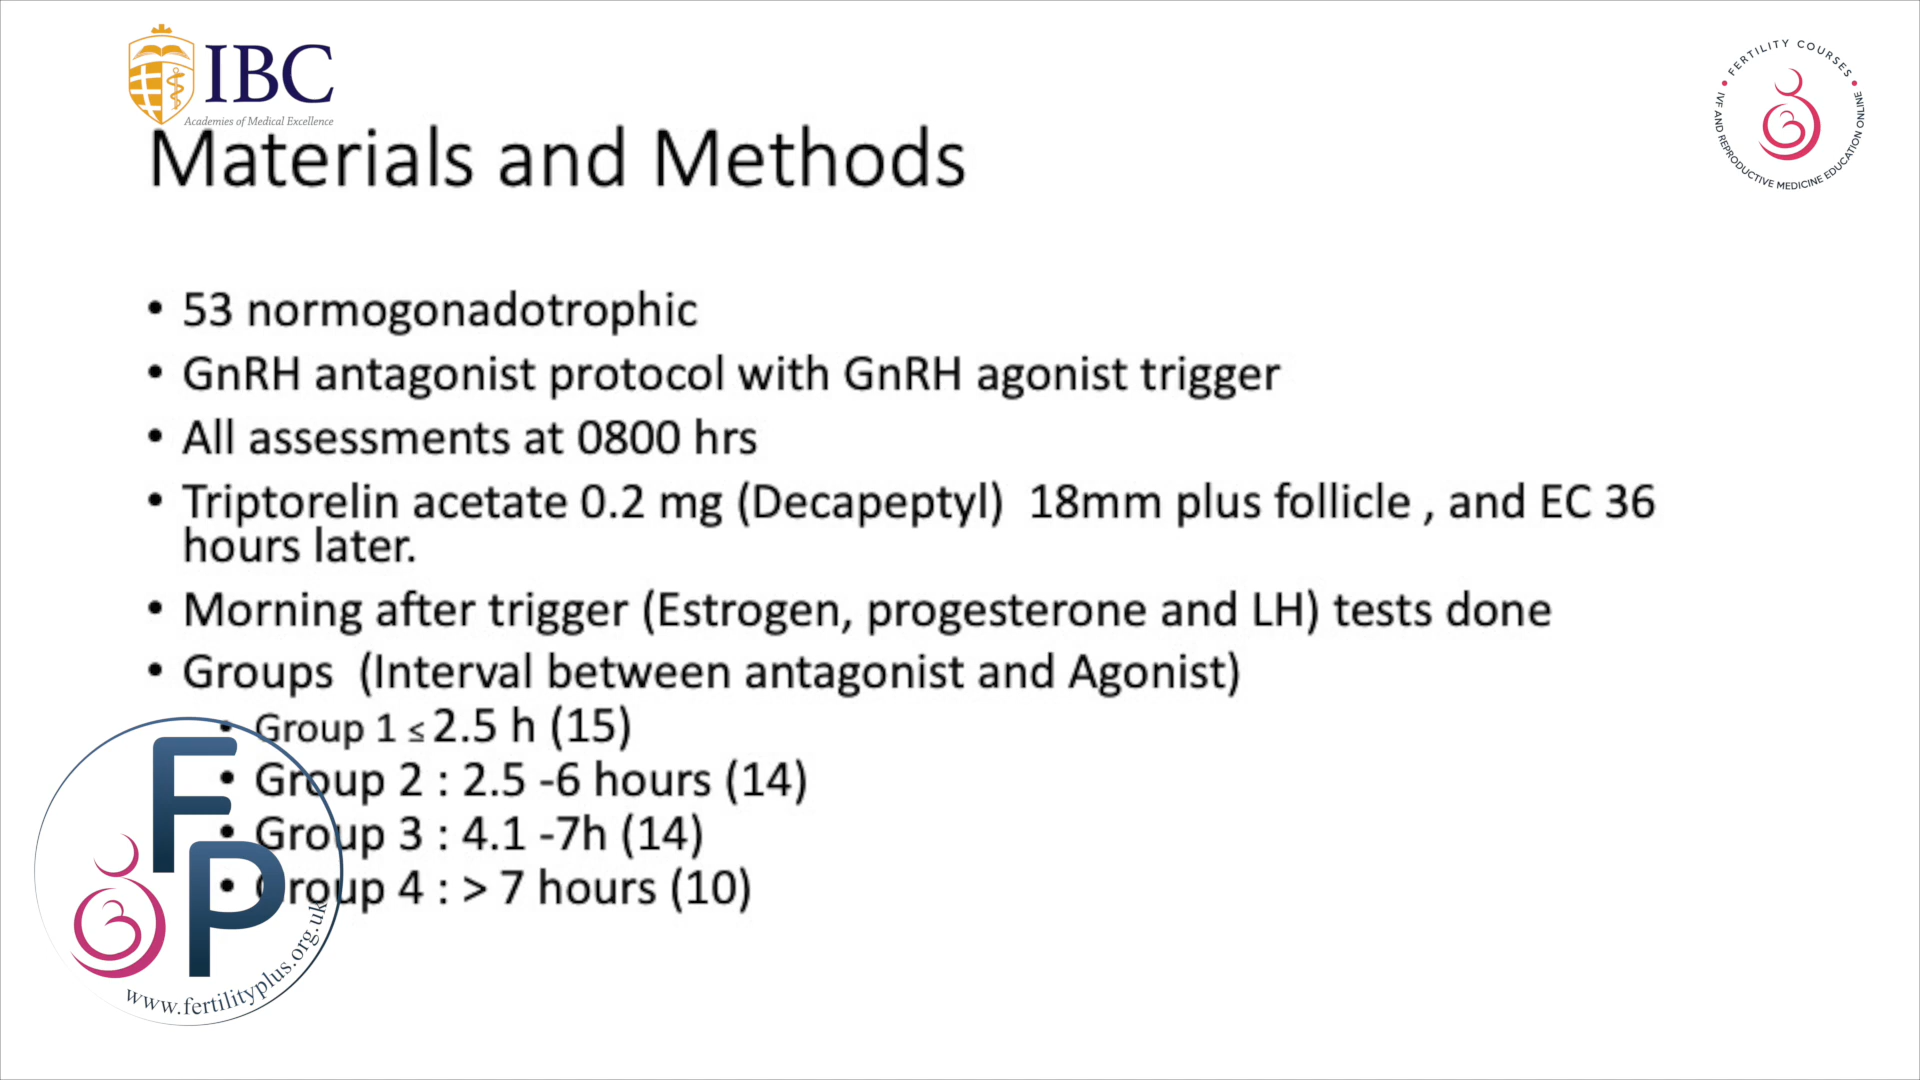 IBC
Academies of Medical Excellence
FERTILITY COURSES
IVF AND REPRODUCTIVE MEDICINE EDUCATION ONLINE
Materials and Methods
• 53 normogonadotrophic
• GnRH antagonist protocol with GnRH agonist trigger
• All assessments at 0800 hrs
• Triptorelin acetate 0.2 mg (Decapeptyl)  18mm plus follicle , and EC 36
hours later.
• Morning after trigger (Estrogen, progesterone and LH) tests done
• Groups  (Interval between antagonist and Agonist)
• Group 1 ≤ 2.5 h (15)
• Group 2 : 2.5 -6 hours (14)
• Group 3 : 4.1 -7h (14)
• Group 4 : > 7 hours (10)
FP
www.fertilityplus.org.uk